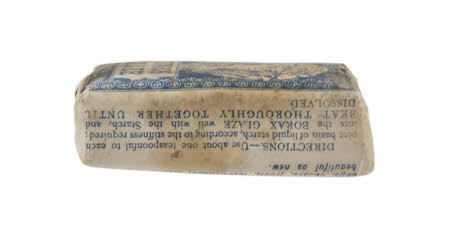 beautiful as new.
DIRECTIONS.—Use about one teaspoonful to each
pint basin of liquid starch, according to the stiffness required;
mix the BORAX GLAZE well with the Starch, and
BEAT THOROUGHLY TOGETHER UNTIL
DISSOLVED